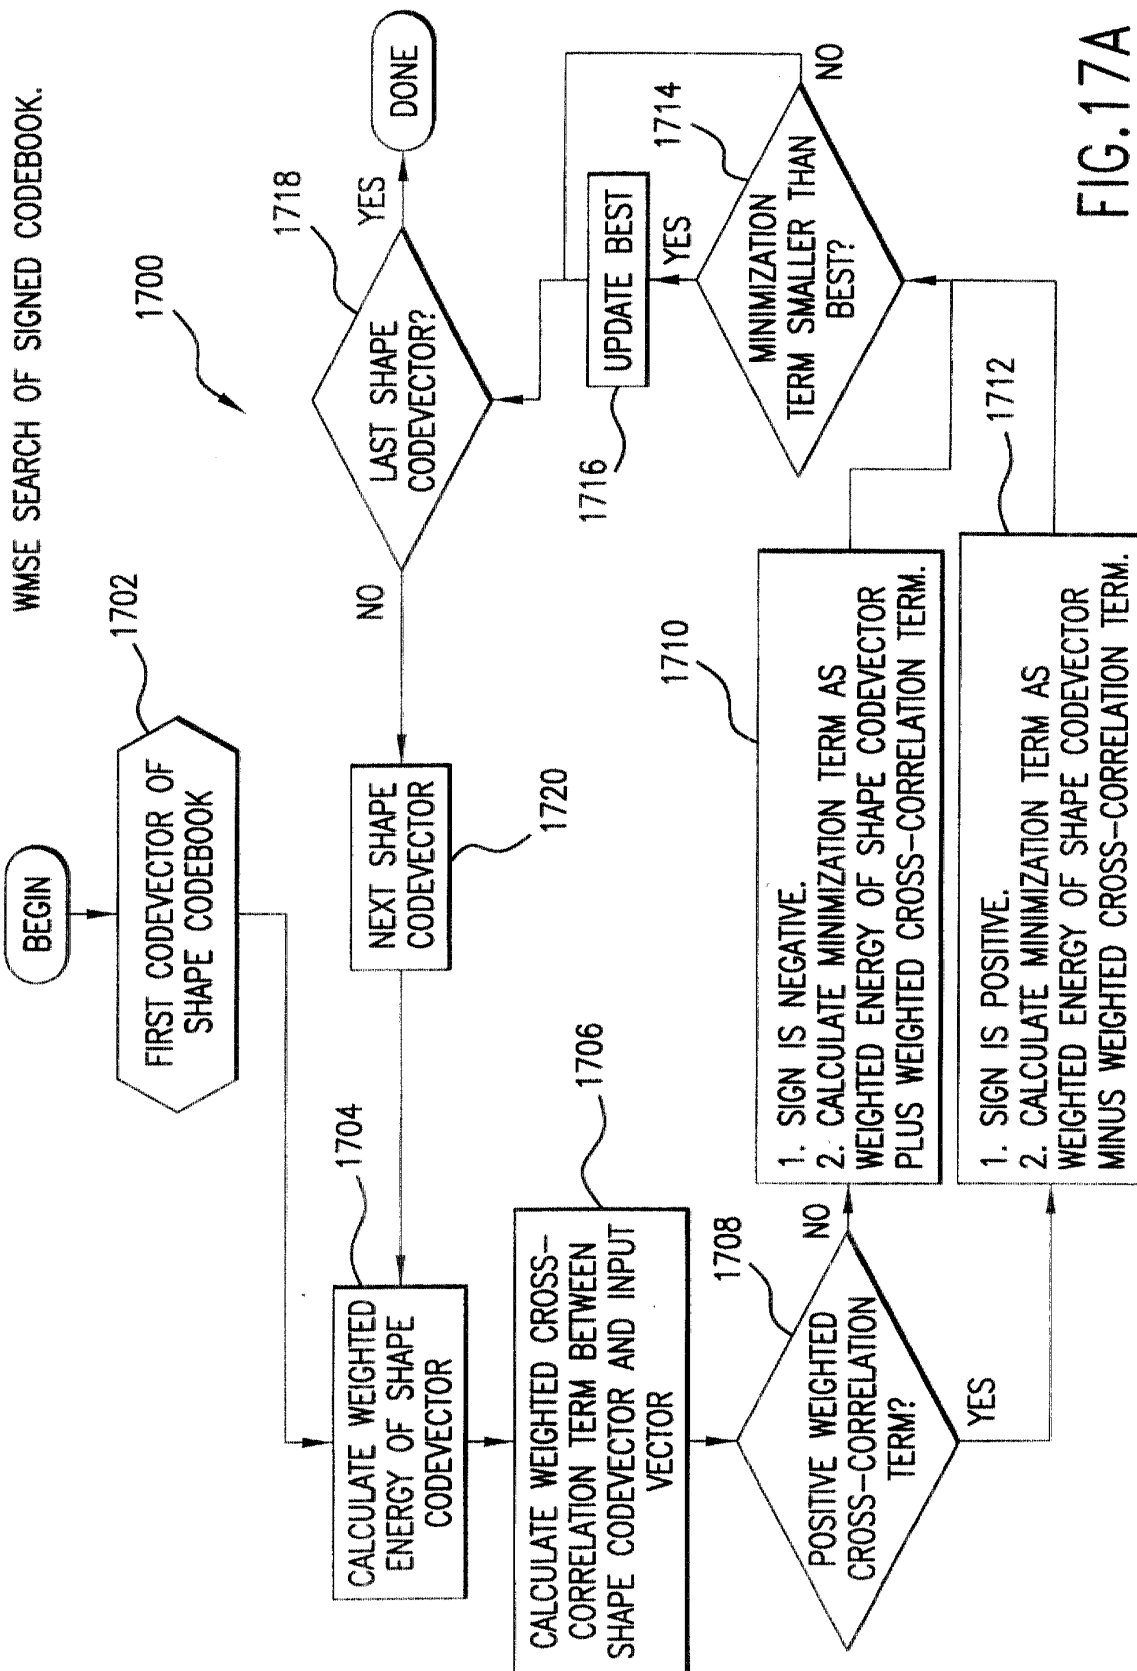 WMSE SEARCH OF SIGNED CODEBOOK.
1700
BEGIN
1702
FIRST CODEVECTOR OF
SHAPE CODEBOOK
1704
CALCULATE WEIGHTED
ENERGY OF SHAPE
CODEVECTOR
1706
CALCULATE WEIGHTED CROSS-
CORRELATION TERM BETWEEN
SHAPE CODEVECTOR AND INPUT
VECTOR
1708
POSITIVE WEIGHTED
CROSS-CORRELATION
TERM?
NO
YES
1710
1. SIGN IS NEGATIVE.
2. CALCULATE MINIMIZATION TERM AS
WEIGHTED ENERGY OF SHAPE CODEVECTOR
PLUS WEIGHTED CROSS-CORRELATION TERM.
1712
1. SIGN IS POSITIVE.
2. CALCULATE MINIMIZATION TERM AS
WEIGHTED ENERGY OF SHAPE CODEVECTOR
MINUS WEIGHTED CROSS-CORRELATION TERM.
1714
MINIMIZATION
TERM SMALLER THAN
BEST?
YES
NO
1716
UPDATE BEST
1718
LAST SHAPE
CODEVECTOR?
YES
DONE
NO
1720
NEXT SHAPE
CODEVECTOR
FIG.17A